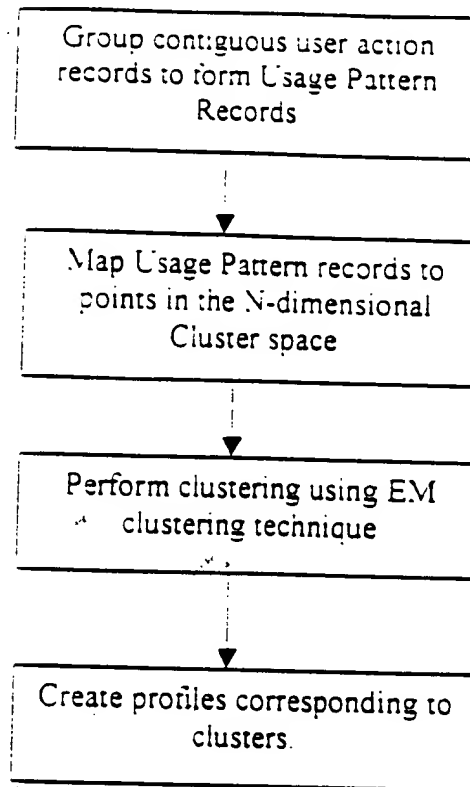 Group contiguous user action
records to form Usage Pattern
Records
Map Usage Pattern records to
points in the N-dimensional
Cluster space
Perform clustering using EM
clustering technique
Create profiles corresponding to
clusters.